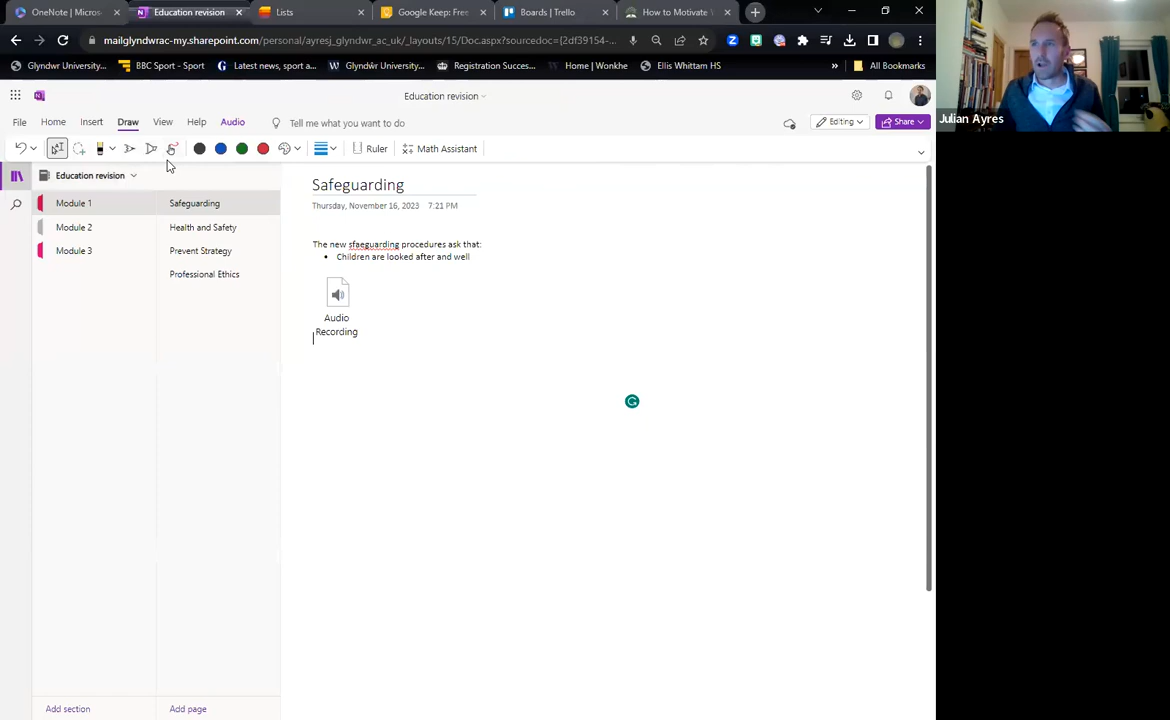 OneNote | Micros
Education revision
Lists
Google Keep: Free
Boards | Trello
How to Motivate
mailglyndwrac-my.sharepoint.com/personal/ayresj_glyndwr_ac_uk/_layouts/15/Doc.aspx?sourcedoc={2df39154-...
Glyndwr University...
BBC Sport - Sport
Latest news, sport a...
Glyndŵr University...
Registration Succes...
Home | Wonkhe
Ellis Whittam HS
»
All Bookmarks
Education revision
Julian Ayres
File
Home
Insert
Draw
View
Help
Audio
Tell me what you want to do
Editing
Share
Ruler
Math Assistant
Education revision
Module 1
Module 2
Module 3
Safeguarding
Health and Safety
Prevent Strategy
Professional Ethics
Safeguarding
Thursday, November 16, 2023 7:21 PM
The new sfaeguarding procedures ask that:
• Children are looked after and well
Audio
Recording
Add section
Add page